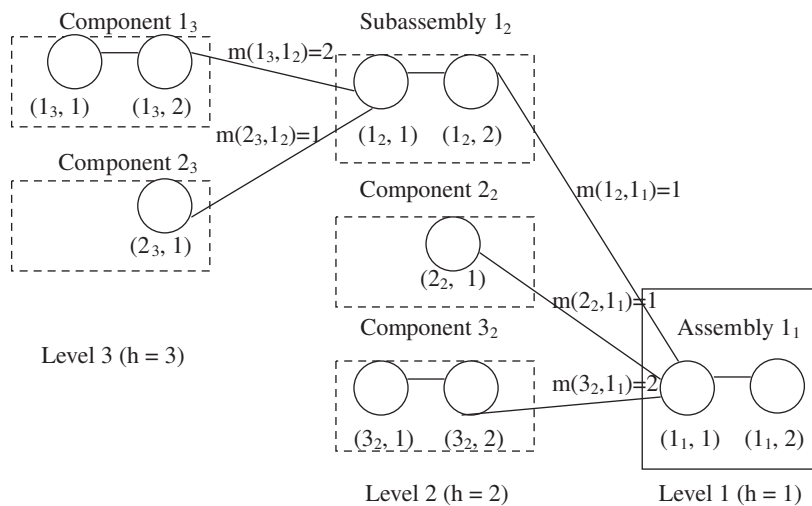 Component 1₃
Subassembly 1₂
m(1₃,1₂)=2
(1₃, 1) (1₃, 2)
m(2₃,1₂)=1
(1₂, 1) (1₂, 2)
Component 2₃
Component 2₂
m(1₂,1₁)=1
(2₃, 1)
(2₂, 1)
m(2₂,1₁)=1
Component 3₂
Assembly 1₁
Level 3 (h = 3)
m(3₂,1₁)=2
(3₂, 1) (3₂, 2)
(1₁, 1) (1₁, 2)
Level 2 (h = 2)
Level 1 (h = 1)